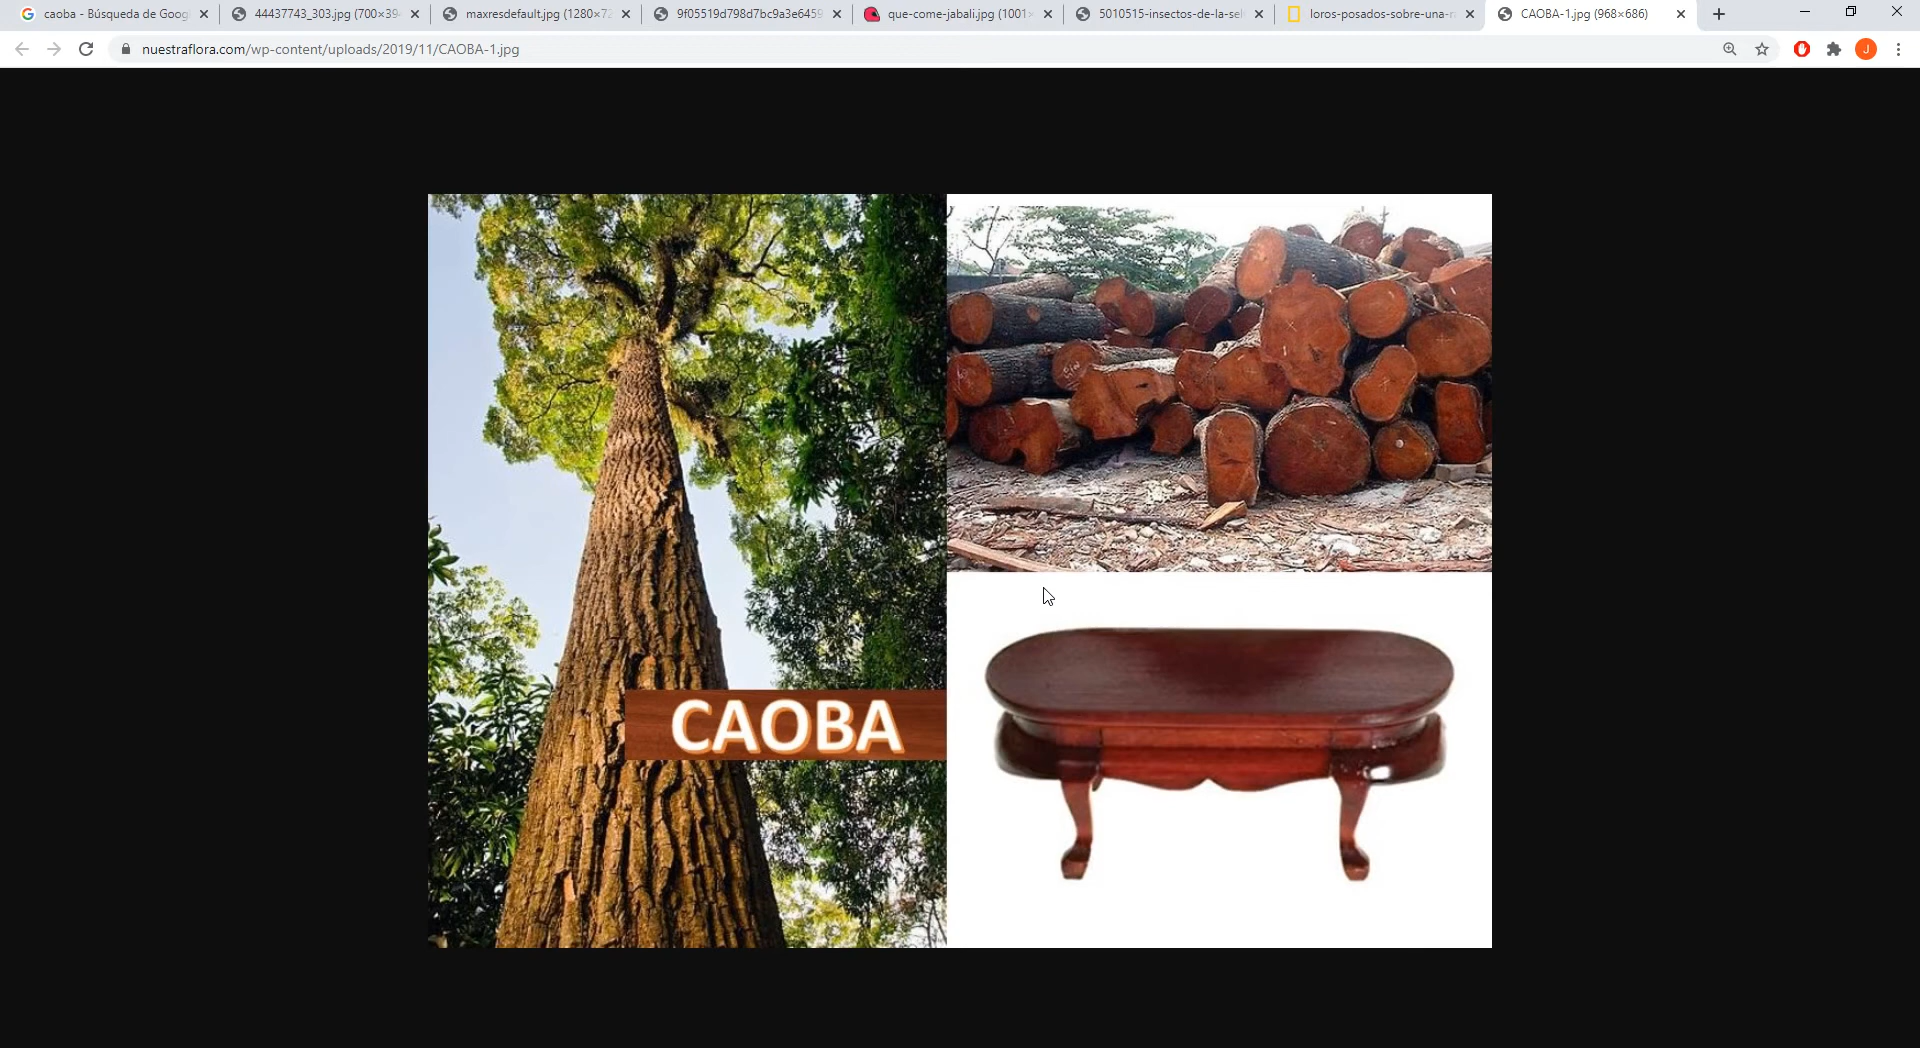 caoba - Búsqueda de Goog
44437743_303.jpg (700×39
maxresdefault.jpg (1280×72
9f05519d798d7bc9a3e6459
que-come-jabali.jpg (1001×
5010515-insectos-de-la-sel
loros-posados-sobre-una-r
CAOBA-1.jpg (968×686)
nuestraflora.com/wp-content/uploads/2019/11/CAOBA-1.jpg
J
CAOBA